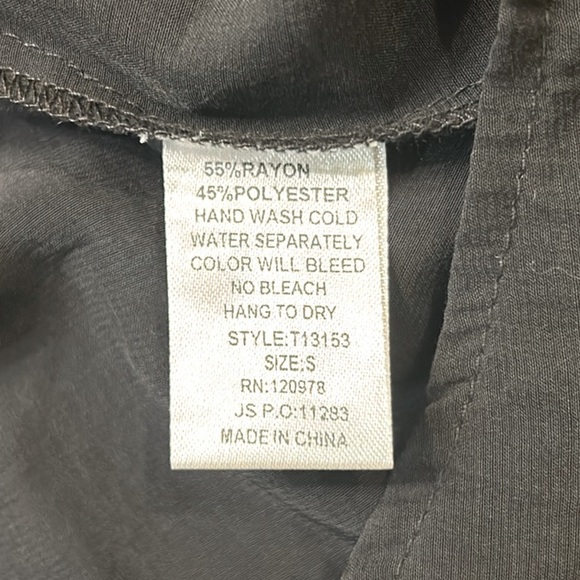 55%RAYON
45%POLYESTER
HAND WASH COLD
WATER SEPARATELY
COLOR WILL BLEED
NO BLEACH
HANG TO DRY
STYLE:T13153
SIZE:S
RN:120978
JS P.O:11283
MADE IN CHINA